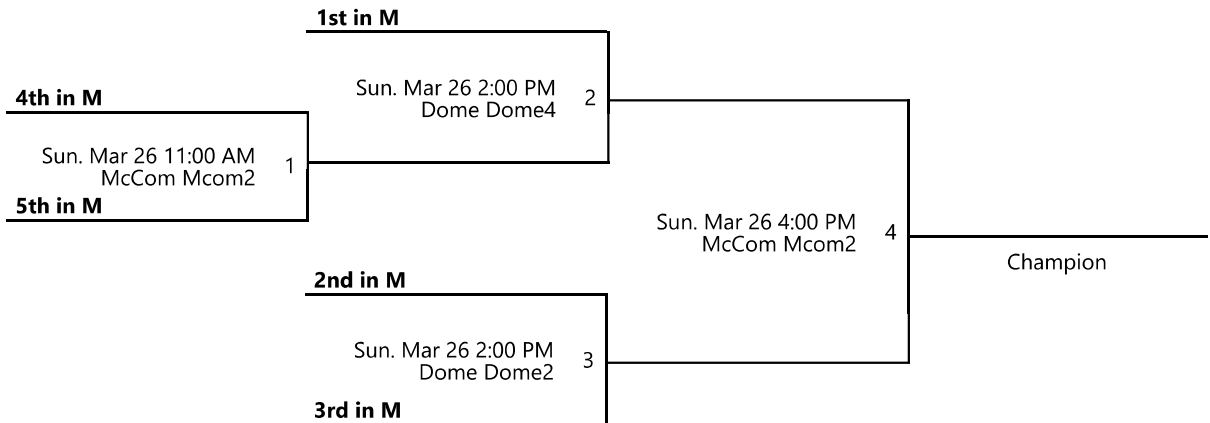 1st in M
Sun. Mar 26 2:00 PM
Dome Dome4
2
4th in M
Sun. Mar 26 11:00 AM
McCom Mcom2
1
5th in M
Sun. Mar 26 4:00 PM
McCom Mcom2
4
Champion
2nd in M
Sun. Mar 26 2:00 PM
Dome Dome2
3
3rd in M